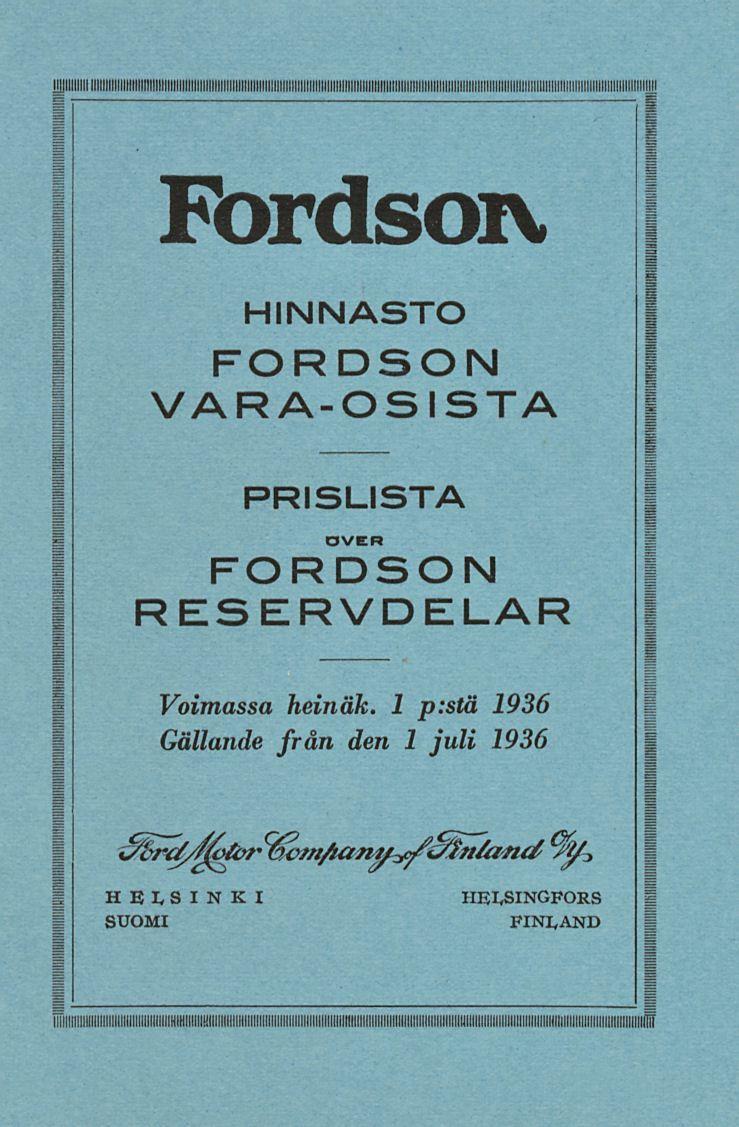 Fordson
HINNASTO
FORDSON
VARA-OSISTA
PRISLISTA
ÖVER
FORDSON
RESERVDELAR
Voimassa heinäk. 1 p:stä 1936
Gällande från den 1 juli 1936
Ford Motor Company of Finland O/y.
HELSINKI HELSINGFORS
SUOMI FINLAND